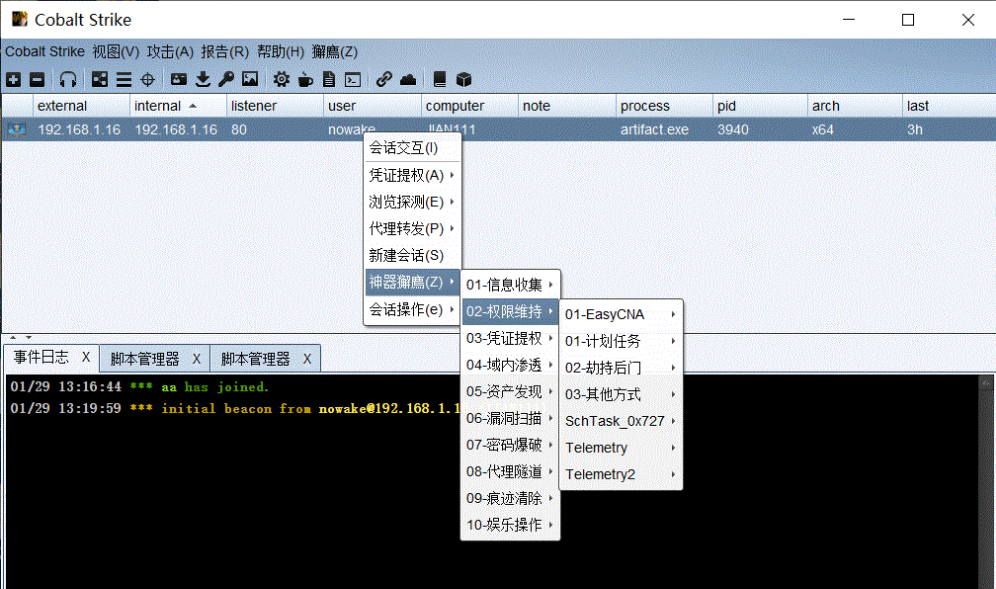 Cobalt Strike
Cobalt Strike 视图(V) 攻击(A) 报告(R) 帮助(H) 獬廌(Z)
external internal listener user computer note process pid arch last
192.168.1.16 192.168.1.16 80 nowake JIAN111 artifact.exe 3940 x64 3h
会话交互(I)
凭证提权(A)
浏览探测(E)
代理转发(P)
新建会话(S)
神器獬廌(Z)
会话操作(e)
01-信息收集
02-权限维持
03-凭证提权
04-域内渗透
05-资产发现
06-漏洞扫描
07-密码爆破
08-代理隧道
09-痕迹清除
10-娱乐操作
01-EasyCNA
01-计划任务
02-劫持后门
03-其他方式
SchTask_0x727
Telemetry
Telemetry2
事件日志 X 脚本管理器 X 脚本管理器 X
01/29 13:16:44 *** aa has joined.
01/29 13:19:59 *** initial beacon from nowake@192.168.1.1